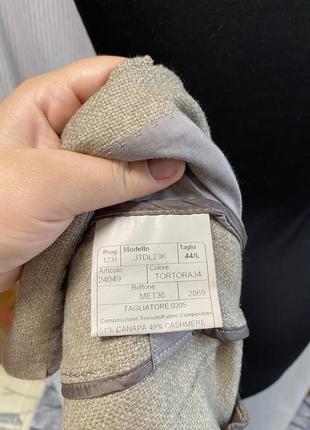 Prog Modello Taglia
1231 JTDL23K 44/L
Articolo Colore
24049 TORTORA34
Bottone
MET36 2869
TAGLIATORE 0205
Composizione Tessuto/Fabric Composition
51% CANAPA 49% CASHMERE